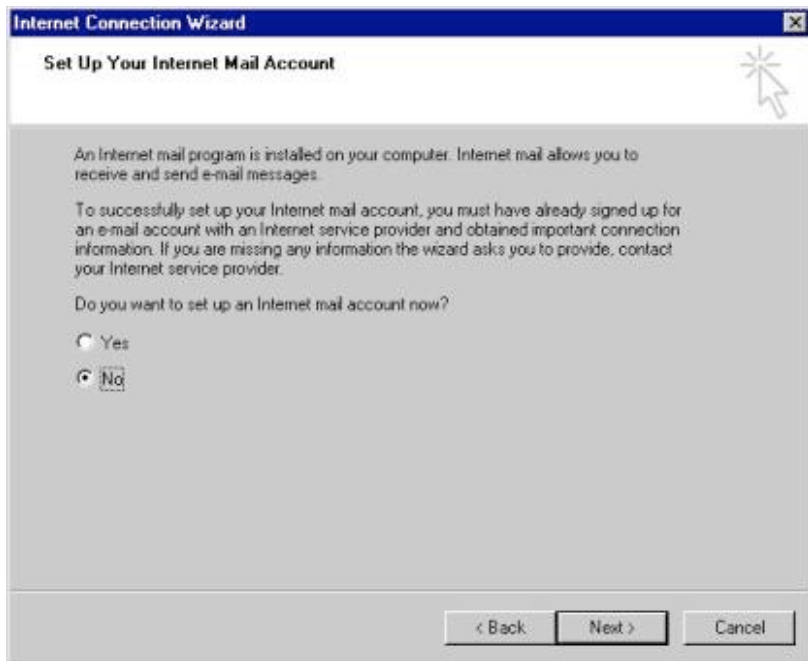 Internet Connection Wizard
Set Up Your Internet Mail Account
An Internet mail program is installed on your computer. Internet mail allows you to
receive and send e-mail messages.
To successfully set up your Internet mail account, you must have already signed up for
an e-mail account with an Internet service provider and obtained important connection
information. If you are missing any information the wizard asks you to provide, contact
your Internet service provider.
Do you want to set up an Internet mail account now?
Yes
No
< Back Next > Cancel